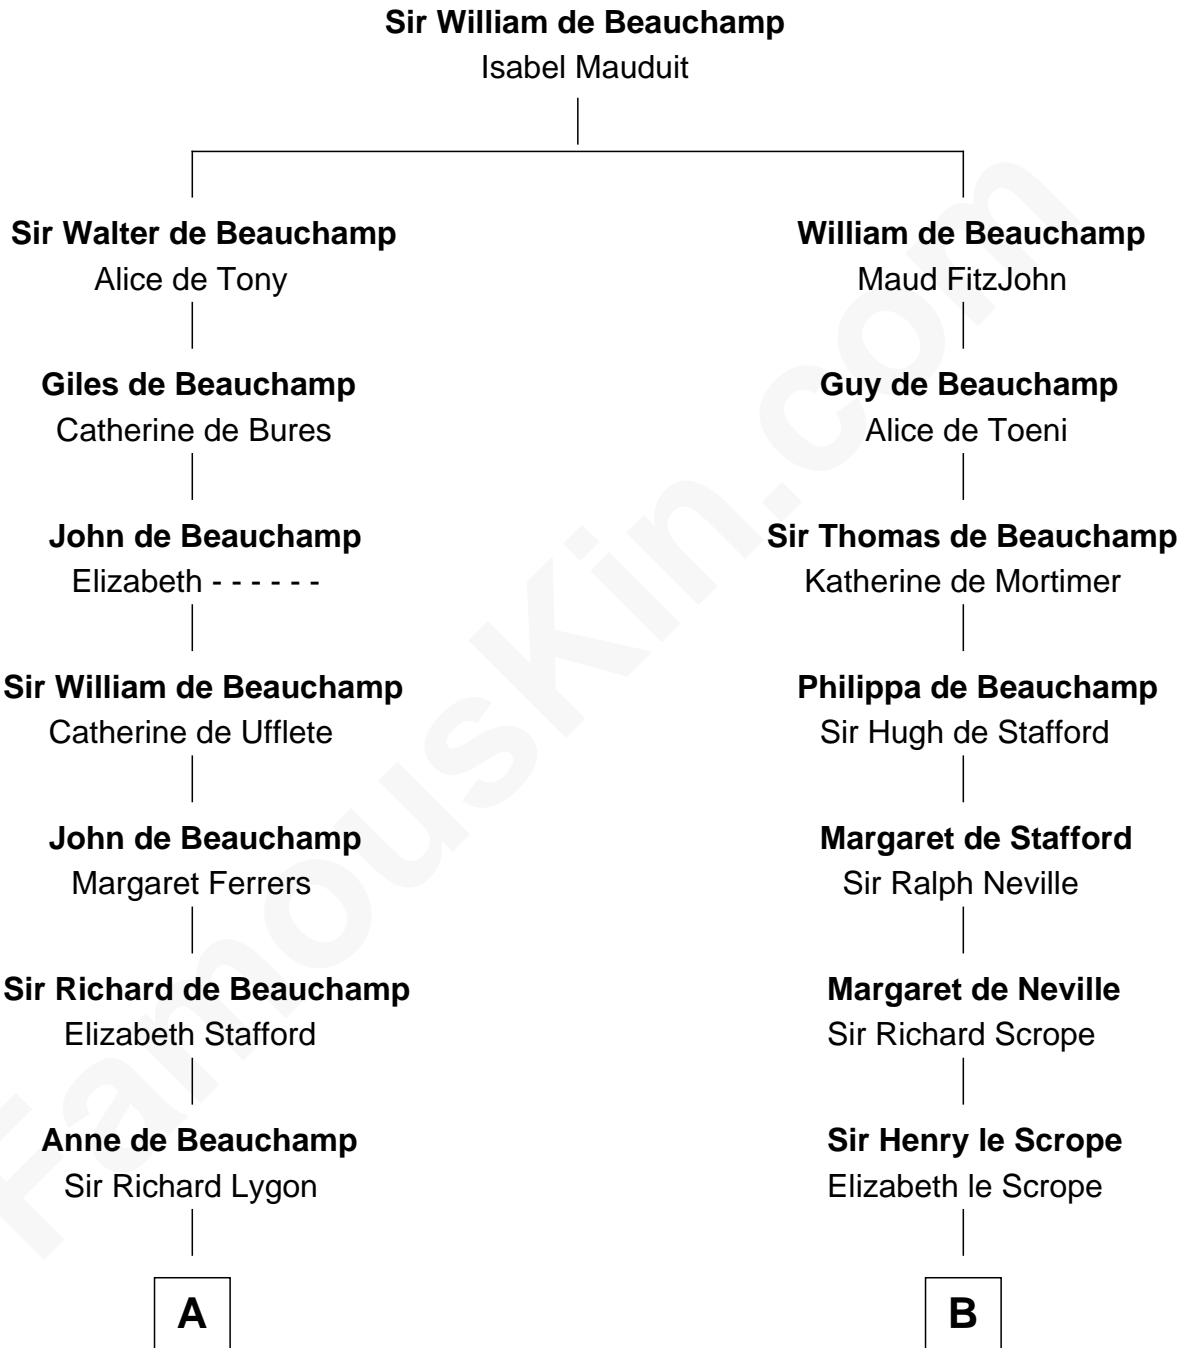 Sir William de Beauchamp
Isabel Mauduit
Sir Walter de Beauchamp
Alice de Tony
William de Beauchamp
Maud FitzJohn
Giles de Beauchamp
Catherine de Bures
Guy de Beauchamp
Alice de Toeni
John de Beauchamp
Elizabeth - - - - - -
Sir Thomas de Beauchamp
Katherine de Mortimer
Sir William de Beauchamp
Catherine de Ufflete
Philippa de Beauchamp
Sir Hugh de Stafford
John de Beauchamp
Margaret Ferrers
Margaret de Stafford
Sir Ralph Neville
Sir Richard de Beauchamp
Elizabeth Stafford
Margaret de Neville
Sir Richard Scrope
Anne de Beauchamp
Sir Richard Lygon
Sir Henry le Scrope
Elizabeth le Scrope
A
B
FamousKin.com